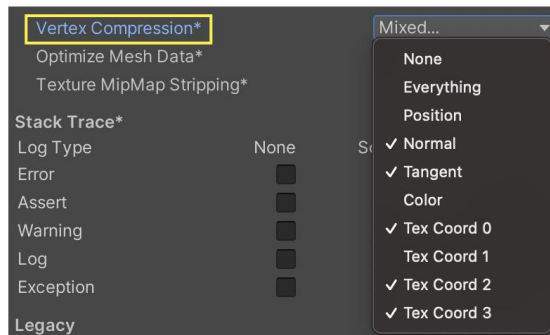 Vertex Compression* Mixed...
Optimize Mesh Data*
Texture MipMap Stripping*
Stack Trace*
Log Type None
Error
Assert
Warning
Log
Exception
Legacy
None
Everything
Position
✓ Normal
✓ Tangent
Color
✓ Tex Coord 0
Tex Coord 1
✓ Tex Coord 2
✓ Tex Coord 3